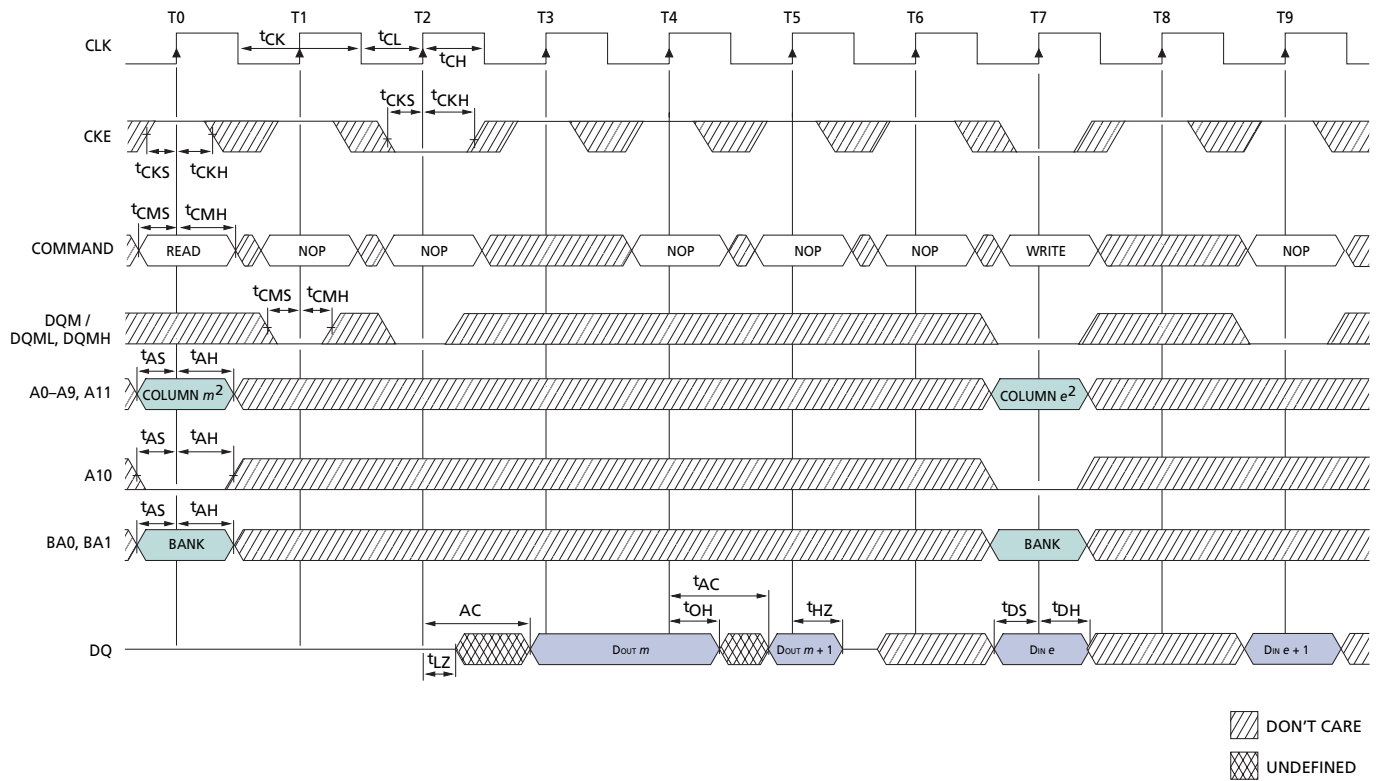 T0 T1 T2 T3 T4 T5 T6 T7 T8 T9
CLK
tCK tCL tCH
tCKS tCKH
CKE
tCKS tCKH
tCMS tCMH
COMMAND READ NOP NOP NOP NOP NOP WRITE NOP
tCMS tCMH
DQM /
DQML, DQMH
tAS tAH
A0–A9, A11 COLUMN m2 COLUMN e2
tAS tAH
A10
tAS tAH
BA0, BA1 BANK BANK
AC tAC tOH tHZ tDS tDH
DQ DOUT m DOUT m + 1 DIN e DIN e + 1
tLZ
DON'T CARE
UNDEFINED